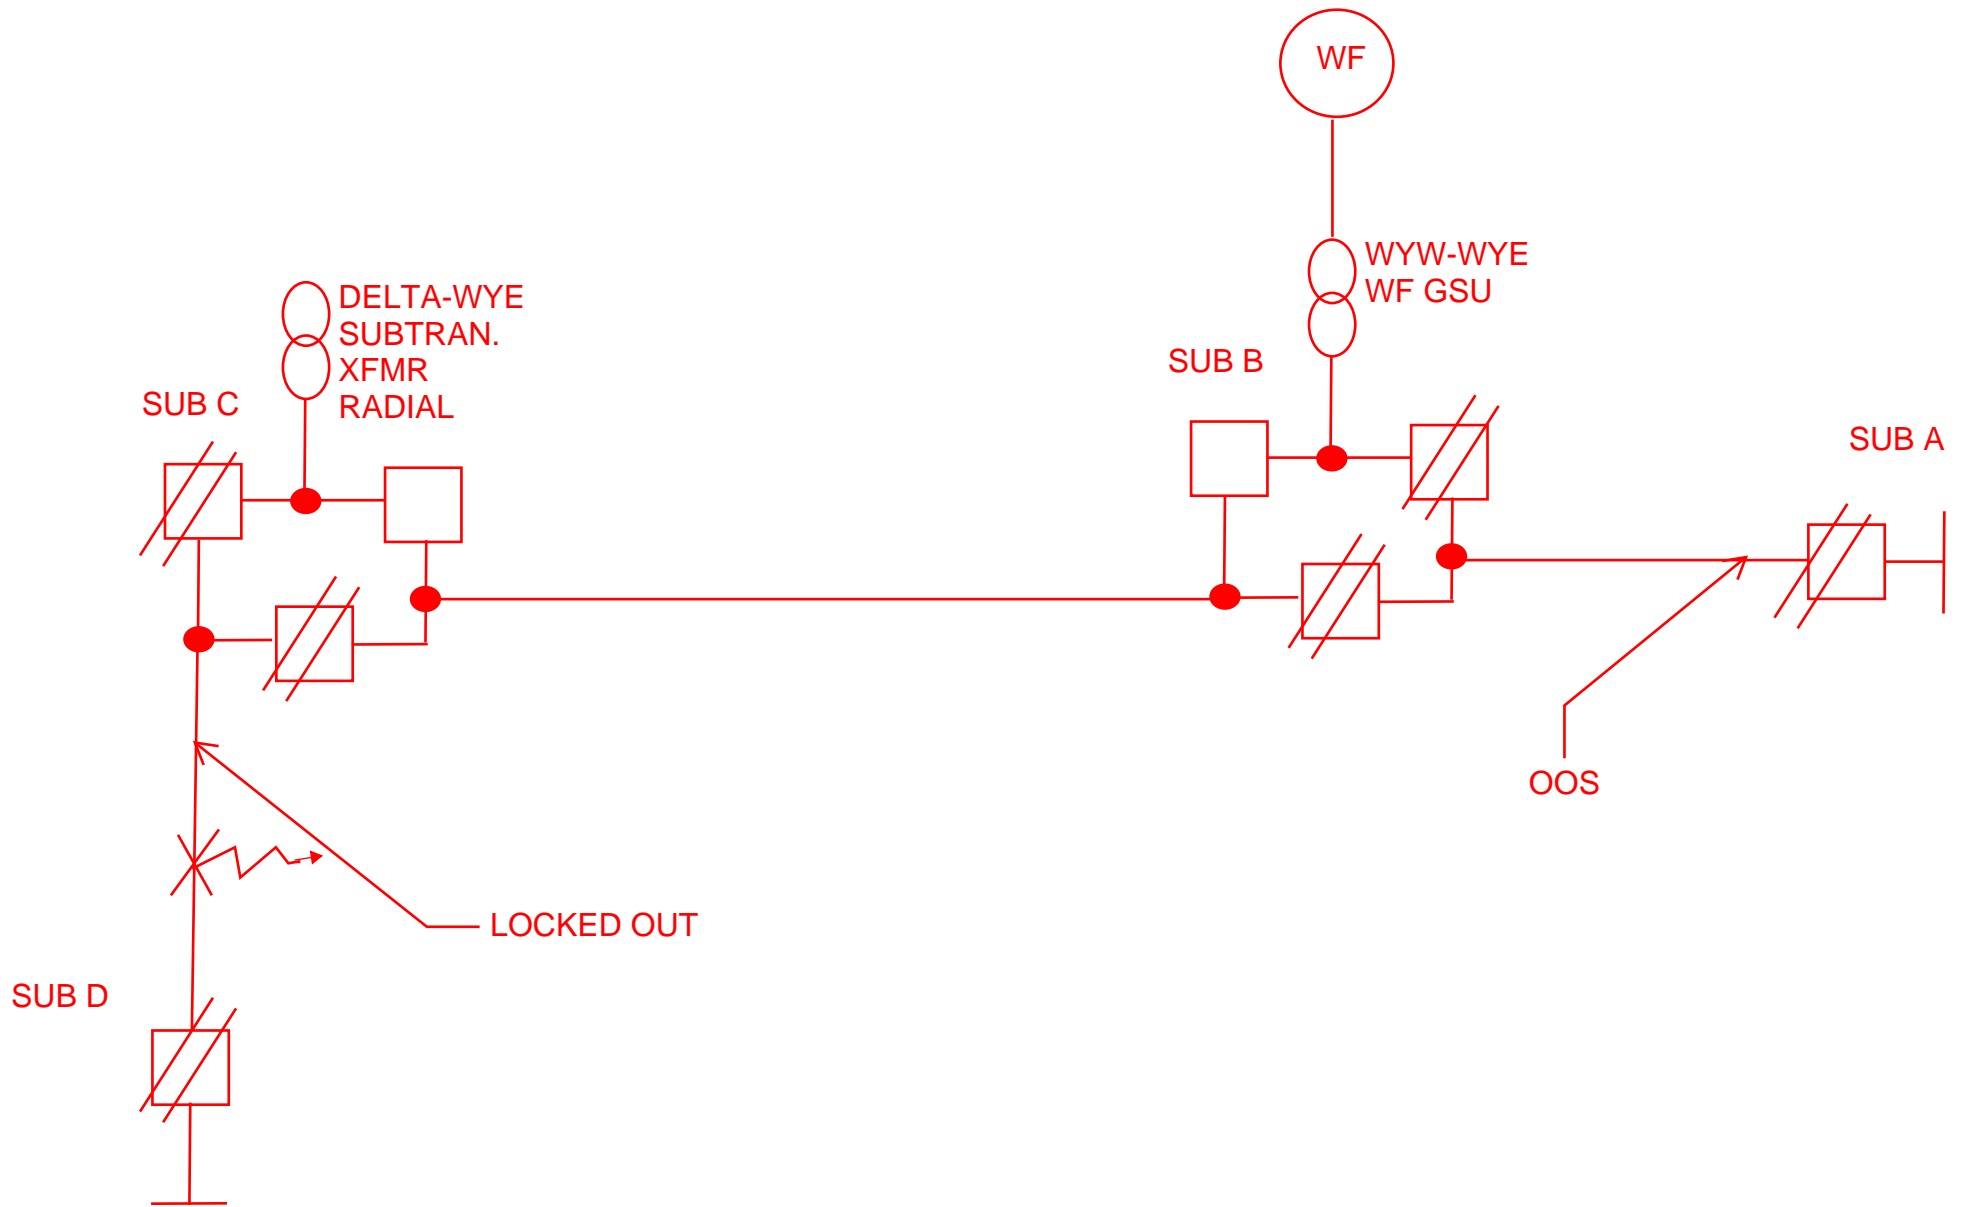 WF
WYW-WYE
WF GSU
DELTA-WYE
SUBTRAN.
XFMR
RADIAL
SUB B
SUB C
SUB A
OOS
LOCKED OUT
SUB D